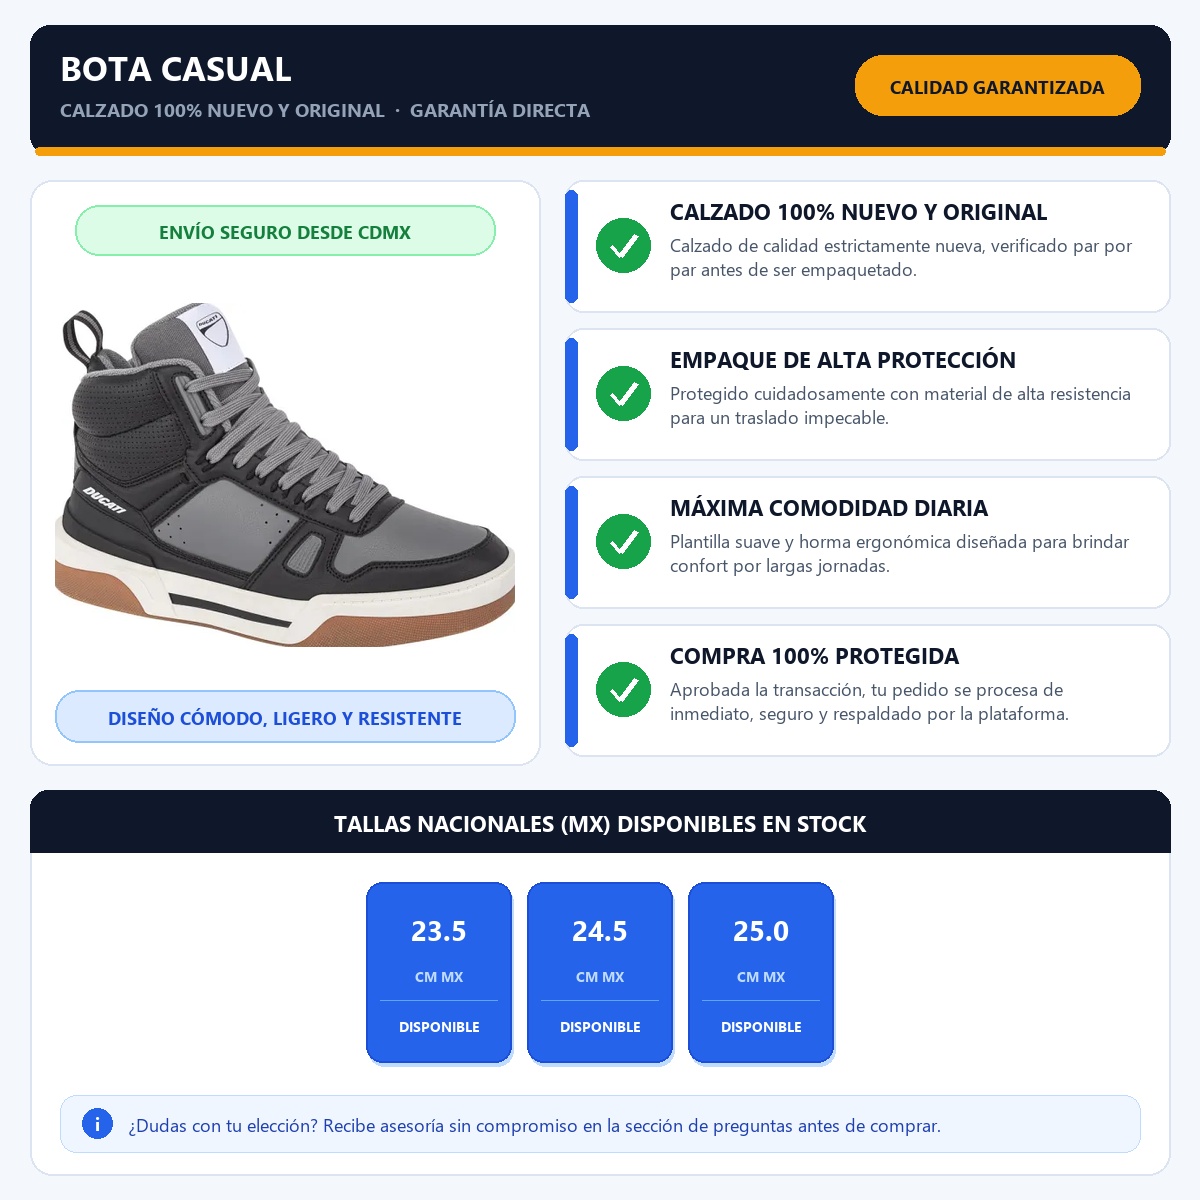 BOTA CASUAL
CALZADO 100% NUEVO Y ORIGINAL · GARANTÍA DIRECTA
CALIDAD GARANTIZADA
ENVÍO SEGURO DESDE CDMX
DUCATI
DUCATI
DISEÑO CÓMODO, LIGERO Y RESISTENTE
CALZADO 100% NUEVO Y ORIGINAL
Calzado de calidad estrictamente nueva, verificado par por
par antes de ser empaquetado.
EMPAQUE DE ALTA PROTECCIÓN
Protegido cuidadosamente con material de alta resistencia
para un traslado impecable.
MÁXIMA COMODIDAD DIARIA
Plantilla suave y horma ergonómica diseñada para brindar
confort por largas jornadas.
COMPRA 100% PROTEGIDA
Aprobada la transacción, tu pedido se procesa de
inmediato, seguro y respaldado por la plataforma.
TALLAS NACIONALES (MX) DISPONIBLES EN STOCK
23.5
CM MX
DISPONIBLE
24.5
CM MX
DISPONIBLE
25.0
CM MX
DISPONIBLE
¿Dudas con tu elección? Recibe asesoría sin compromiso en la sección de preguntas antes de comprar.